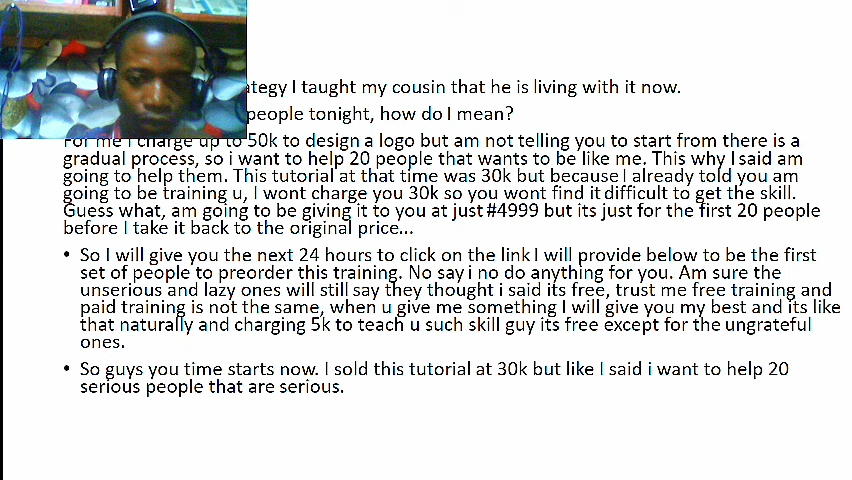 ategy I taught my cousin that he is living with it now.
people tonight, how do I mean?
For me I charge up to 50k to design a logo but am not telling you to start from there is a
gradual process, so i want to help 20 people that wants to be like me. This why I said am
going to help them. This tutorial at that time was 30k but because I already told you am
going to be training u, I wont charge you 30k so you wont find it difficult to get the skill.
Guess what, am going to be giving it to you at just #4999 but its just for the first 20 people
before I take it back to the original price...
• So I will give you the next 24 hours to click on the link I will provide below to be the first
set of people to preorder this training. No say i no do anything for you. Am sure the
unserious and lazy ones will still say they thought i said its free, trust me free training and
paid training is not the same, when u give me something I will give you my best and its like
that naturally and charging 5k to teach u such skill guy its free except for the ungrateful
ones.
• So guys you time starts now. I sold this tutorial at 30k but like I said i want to help 20
serious people that are serious.